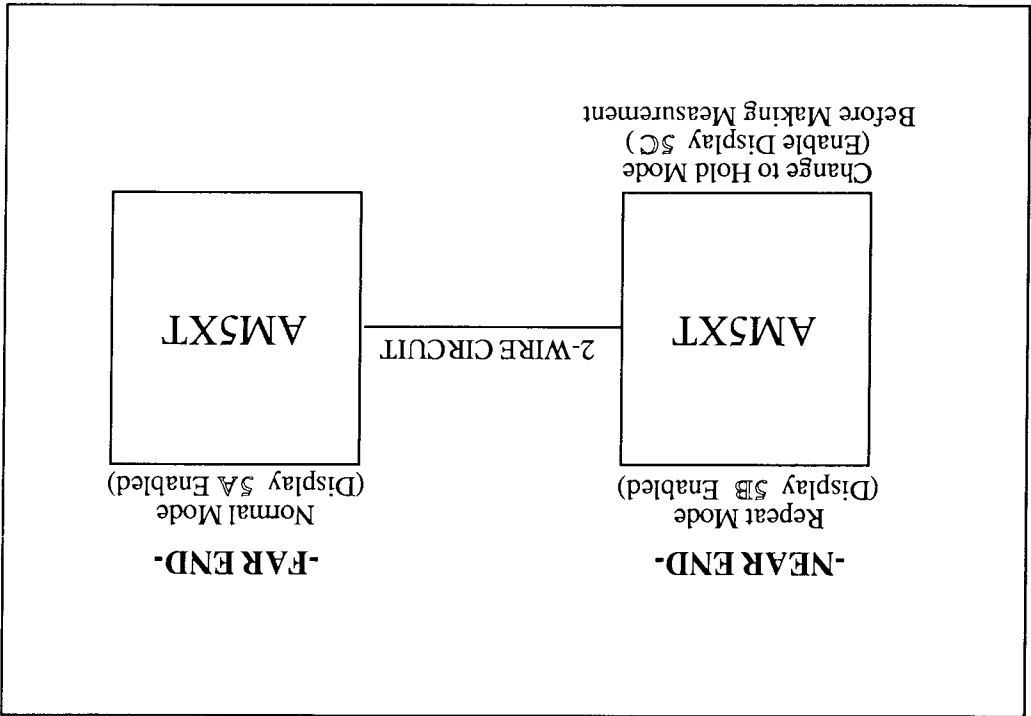 -NEAR END-
Repeat Mode
(Display 5B Enabled)
AM5XT
Change to Hold Mode
(Enable Display 5C )
Before Making Measurement
2-WIRE CIRCUIT
-FAR END-
Normal Mode
(Display 5A Enabled)
AM5XT